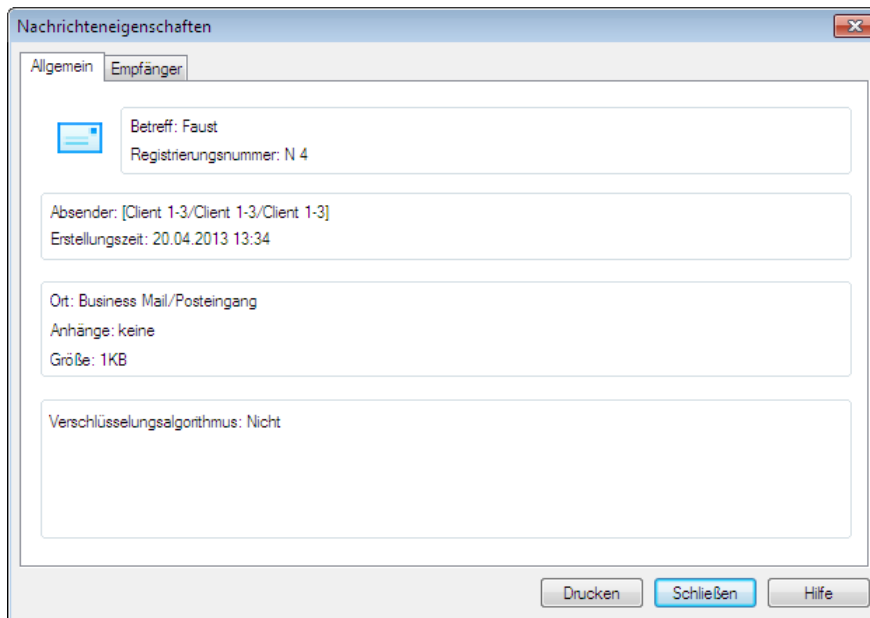 Nachrichteneigenschaften
Allgemein
Empfänger
Betreff: Faust
Registrierungsnummer: N 4
Absender: [Client 1-3/Client 1-3/Client 1-3]
Erstellungszeit: 20.04.2013 13:34
Ort: Business Mail/Posteingang
Anhänge: keine
Größe: 1KB
Verschlüsselungsalgorithmus: Nicht
Drucken
Schließen
Hilfe